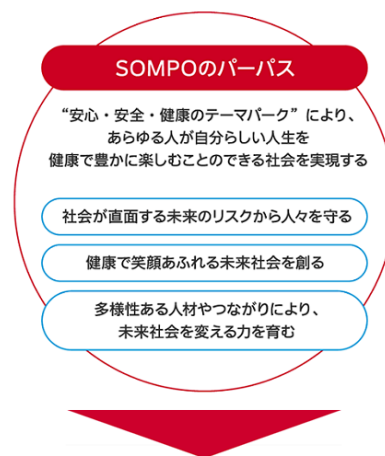 SOMPOのパーパス
“安心・安全・健康のテーマパーク”により、
あらゆる人が自分らしい人生を
健康で豊かに楽しむことのできる社会を実現する
社会が直面する未来のリスクから人々を守る
健康で笑顔あふれる未来社会を創る
多様性ある人材やつながりにより、
未来社会を変える力を育む